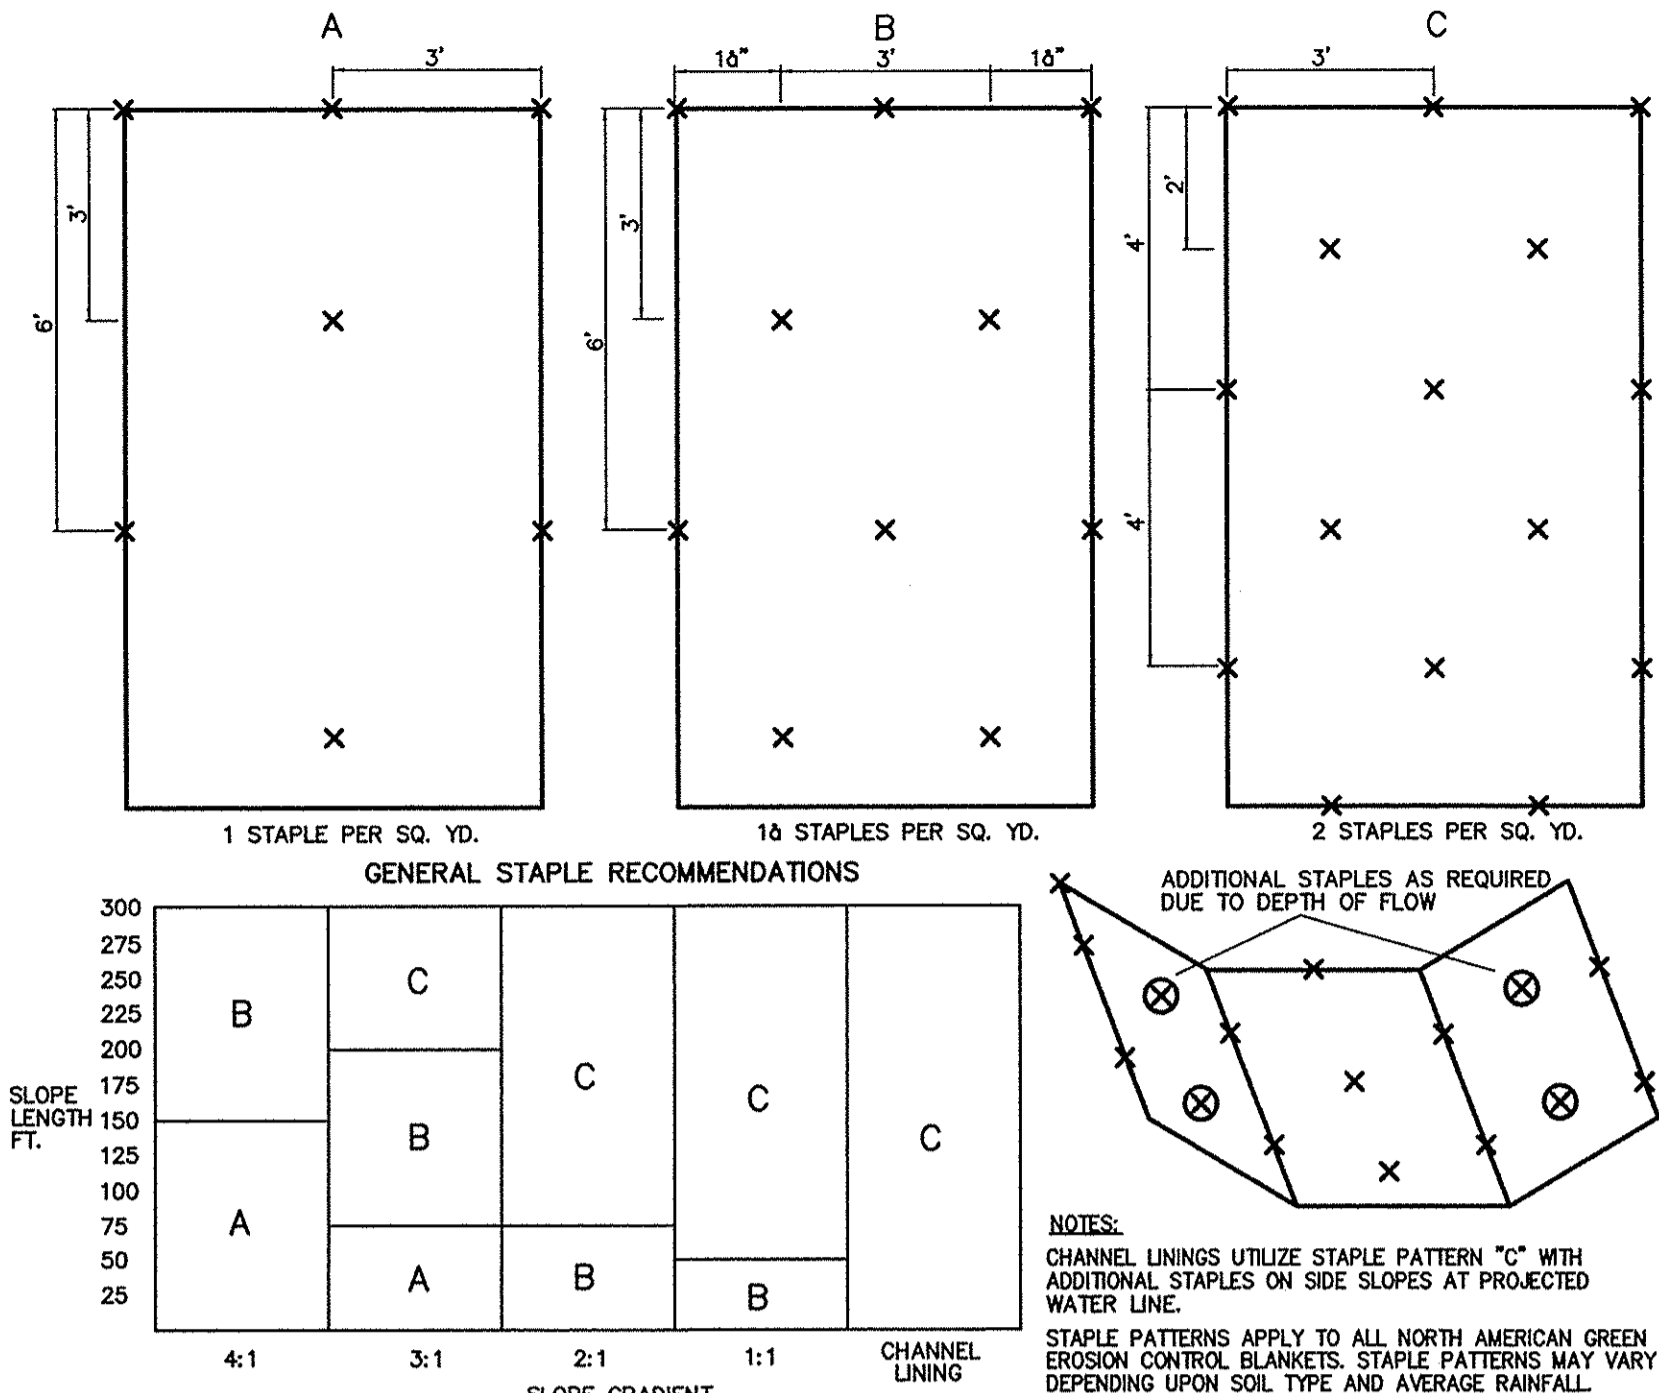 A
B
C
3'
1å"
3'
1å"
3'
6'
3'
6'
3'
4'
2'
4'
1 STAPLE PER SQ. YD.
1å STAPLES PER SQ. YD.
2 STAPLES PER SQ. YD.
GENERAL STAPLE RECOMMENDATIONS
SLOPE
LENGTH
FT.
300
275
250
225
200
175
150
125
100
75
50
25
B
A
C
B
A
C
B
C
B
C
4:1
3:1
2:1
1:1
CHANNEL
LINING
SLOPE GRADIENT
ADDITIONAL STAPLES AS REQUIRED
DUE TO DEPTH OF FLOW
NOTES:
CHANNEL LININGS UTILIZE STAPLE PATTERN "C" WITH
ADDITIONAL STAPLES ON SIDE SLOPES AT PROJECTED
WATER LINE.
STAPLE PATTERNS APPLY TO ALL NORTH AMERICAN GREEN
EROSION CONTROL BLANKETS. STAPLE PATTERNS MAY VARY
DEPENDING UPON SOIL TYPE AND AVERAGE RAINFALL.